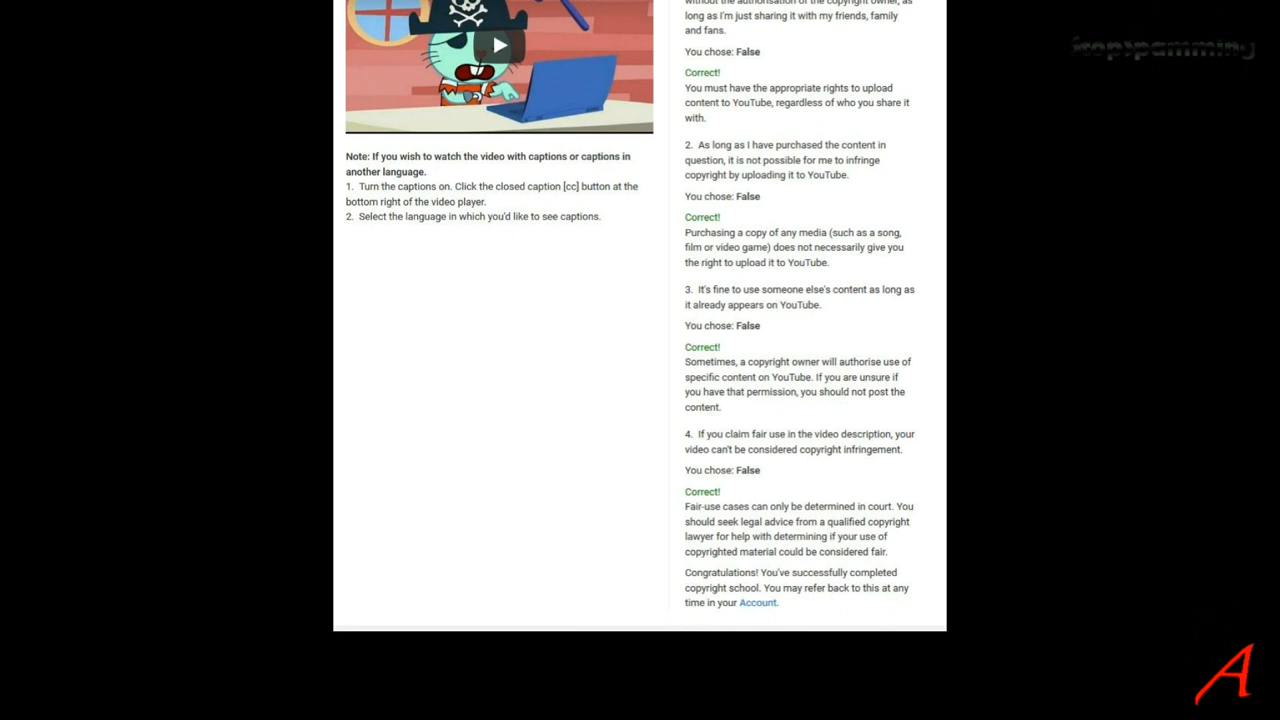 Note: If you wish to watch the video with captions or captions in
another language.
1. Turn the captions on. Click the closed caption [cc] button at the
bottom right of the video player.
2. Select the language in which you'd like to see captions.
without the authorisation of the copyright owner, as
long as I'm just sharing it with my friends, family
and fans.
You chose: False
Correct!
You must have the appropriate rights to upload
content to YouTube, regardless of who you share it
with.
2. As long as I have purchased the content in
question, it is not possible for me to infringe
copyright by uploading it to YouTube.
You chose: False
Correct!
Purchasing a copy of any media (such as a song,
film or video game) does not necessarily give you
the right to upload it to YouTube.
3. It's fine to use someone else's content as long as
it already appears on YouTube.
You chose: False
Correct!
Sometimes, a copyright owner will authorise use of
specific content on YouTube. If you are unsure if
you have that permission, you should not post the
content.
4. If you claim fair use in the video description, your
video can't be considered copyright infringement.
You chose: False
Correct!
Fair-use cases can only be determined in court. You
should seek legal advice from a qualified copyright
lawyer for help with determining if your use of
copyrighted material could be considered fair.
Congratulations! You've successfully completed
copyright school. You may refer back to this at any
time in your Account.
A